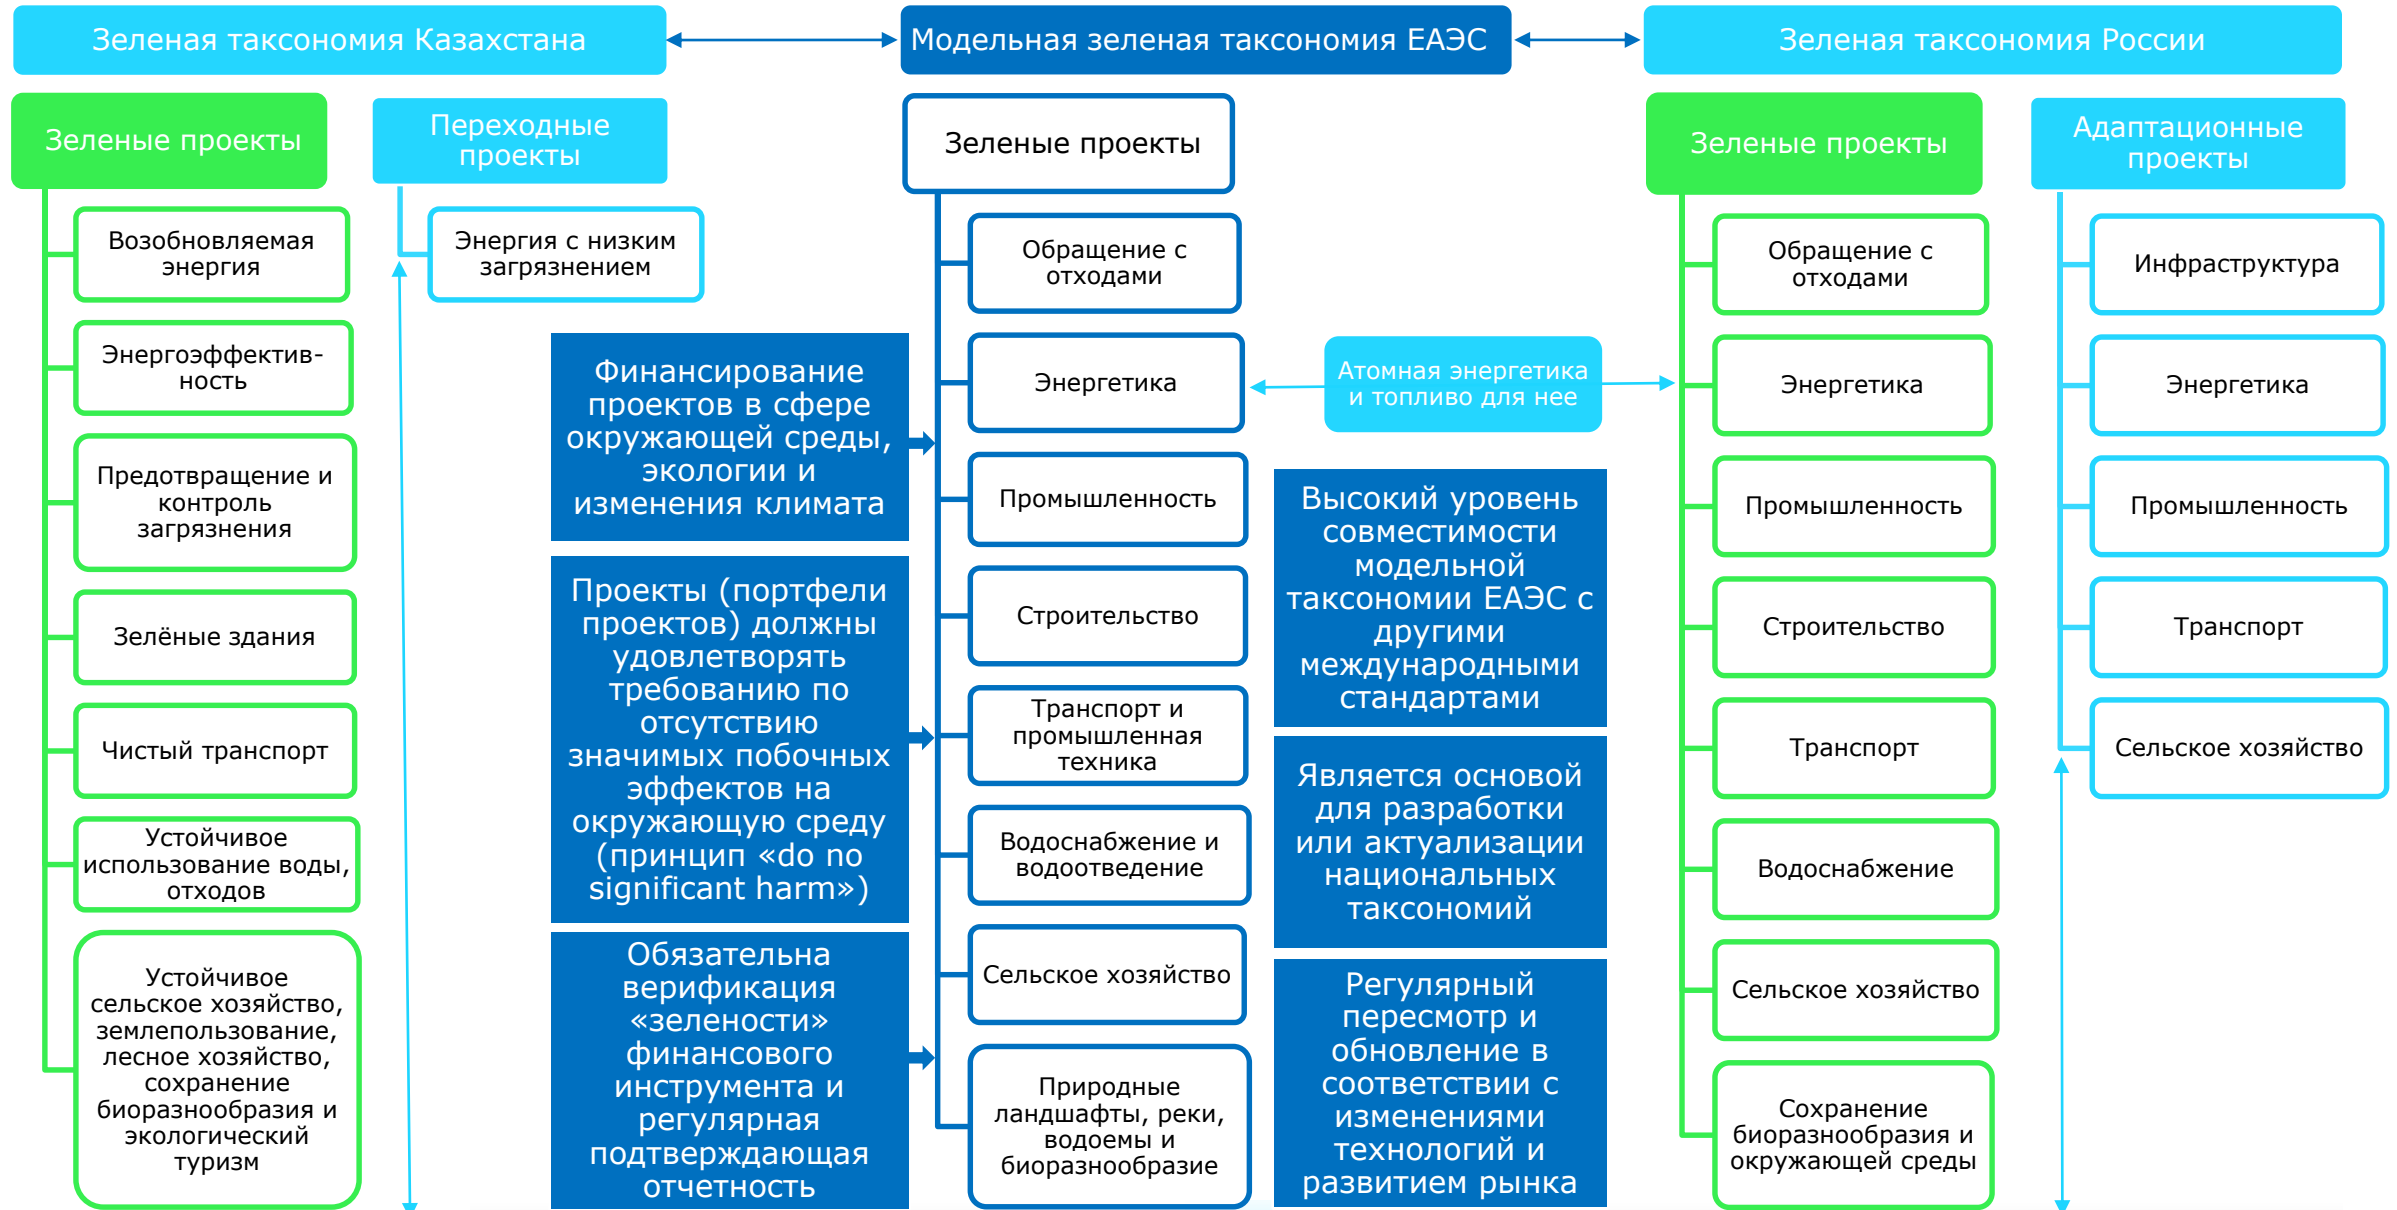 Зеленая таксономия Казахстана
Модельная зеленая таксономия ЕАЭС
Зеленая таксономия России
Зеленые проекты
Возобновляемая
энергия
Энергоэффектив-
ность
Предотвращение и
контроль
загрязнения
Зелёные здания
Чистый транспорт
Устойчивое
использование воды,
отходов
Устойчивое
сельское хозяйство,
землепользование,
лесное хозяйство,
сохранение
биоразнообразия и
экологический
туризм
Переходные
проекты
Энергия с низким
загрязнением
Финансирование
проектов в сфере
окружающей среды,
экологии и
изменения климата
Проекты (портфели
проектов) должны
удовлетворять
требованию по
отсутствию
значимых побочных
эффектов на
окружающую среду
(принцип «do no
significant harm»)
Обязательна
верификация
«зелености»
финансового
инструмента и
регулярная
подтверждающая
отчетность
Зеленые проекты
Обращение с
отходами
Энергетика
Промышленность
Строительство
Транспорт и
промышленная
техника
Водоснабжение и
водоотведение
Сельское хозяйство
Природные
ландшафты, реки,
водоемы и
биоразнообразие
Атомная энергетика
и топливо для нее
Высокий уровень
совместимости
модельной
таксономии ЕАЭС с
другими
международными
стандартами
Является основой
для разработки
или актуализации
национальных
таксономий
Регулярный
пересмотр и
обновление в
соответствии с
изменениями
технологий и
развитием рынка
Зеленые проекты
Обращение с
отходами
Энергетика
Промышленность
Строительство
Транспорт
Водоснабжение
Сельское хозяйство
Сохранение
биоразнообразия и
окружающей среды
Адаптационные
проекты
Инфраструктура
Энергетика
Промышленность
Транспорт
Сельское хозяйство